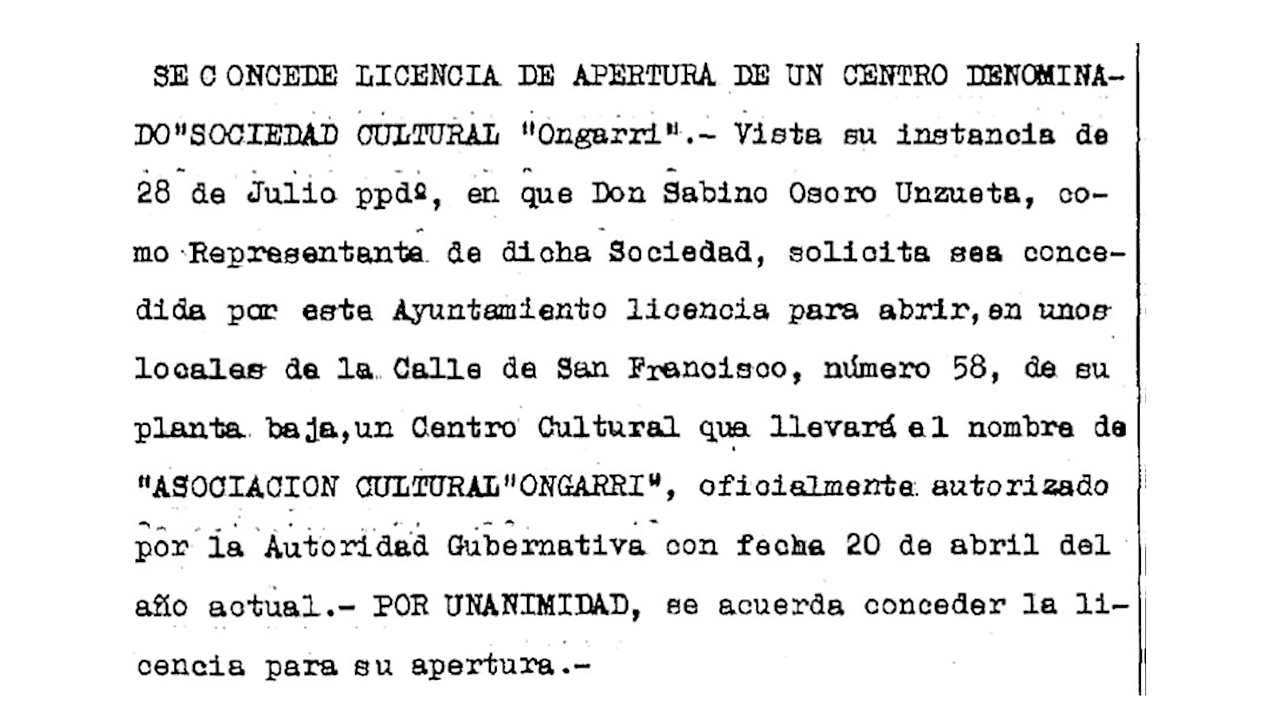 SE C ONCEDE LICENCIA DE APERTURA DE UN CENTRO DENOMINA-
DO"SOCIEDAD CULTURAL "Ongarri".- Vista su instancia de
28 de Julio ppdº, en que Don Sabino Osoro Unzueta, co-
mo Representante de dicha Sociedad, solicita sea conce-
dida por este Ayuntamiento licencia para abrir,en unos
locales de la Calle de San Francisco, número 58, de su
planta baja,un Centro Cultural que llevará el nombre de
"ASOCIACION CULTURAL"ONGARRI", oficialmente autorizado
por la Autoridad Gubernativa con fecha 20 de abril del
año actual.- POR UNANIMIDAD, se acuerda conceder la li-
cencia para su apertura.-